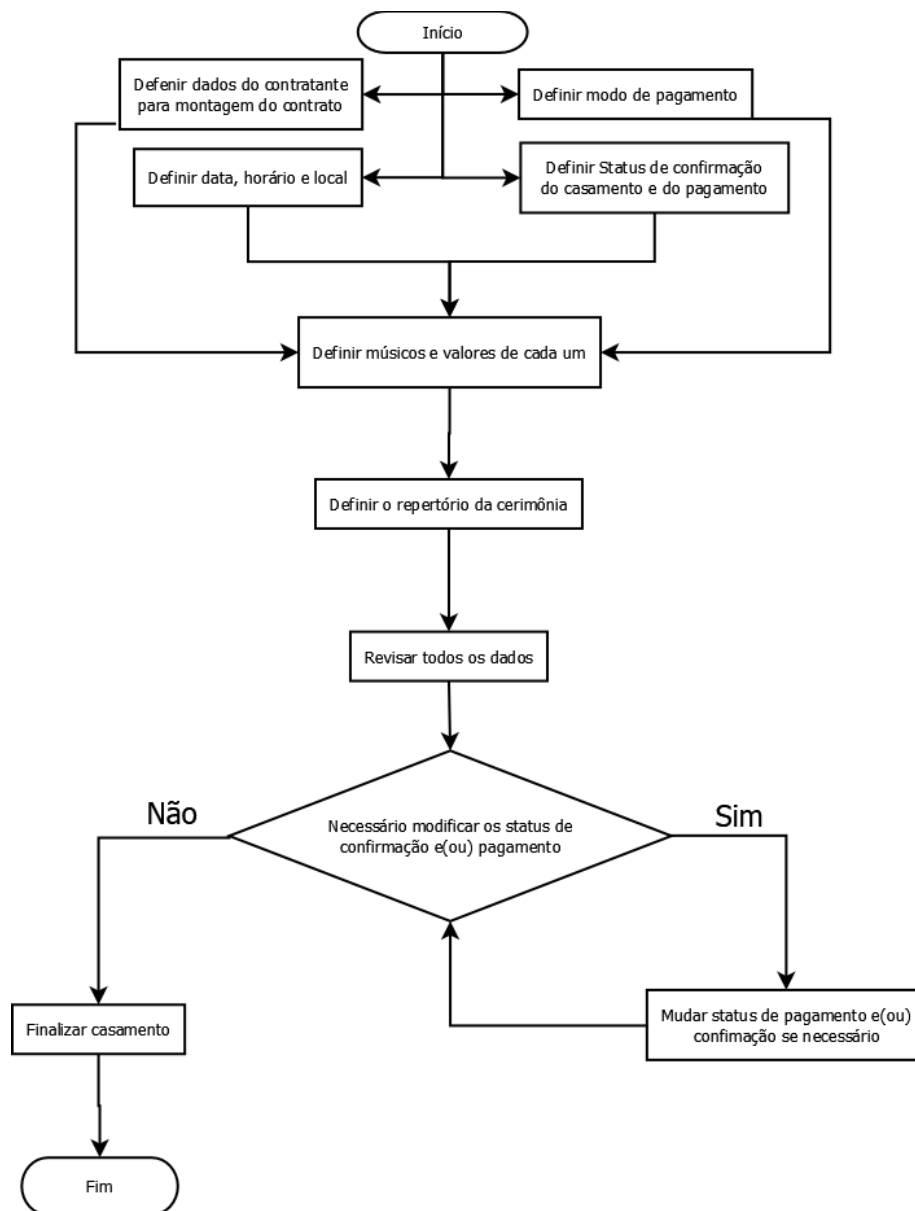 Início
Defenir dados do contratante
para montagem do contrato
Definir modo de pagamento
Definir data, horário e local
Definir Status de confirmação
do casamento e do pagamento
Definir músicos e valores de cada um
Definir o repertório da cerimônia
Revisar todos os dados
Não
Necessário modificar os status de
confirmação e(ou) pagamento
Sim
Finalizar casamento
Mudar status de pagamento e(ou)
confimação se necessário
Fim